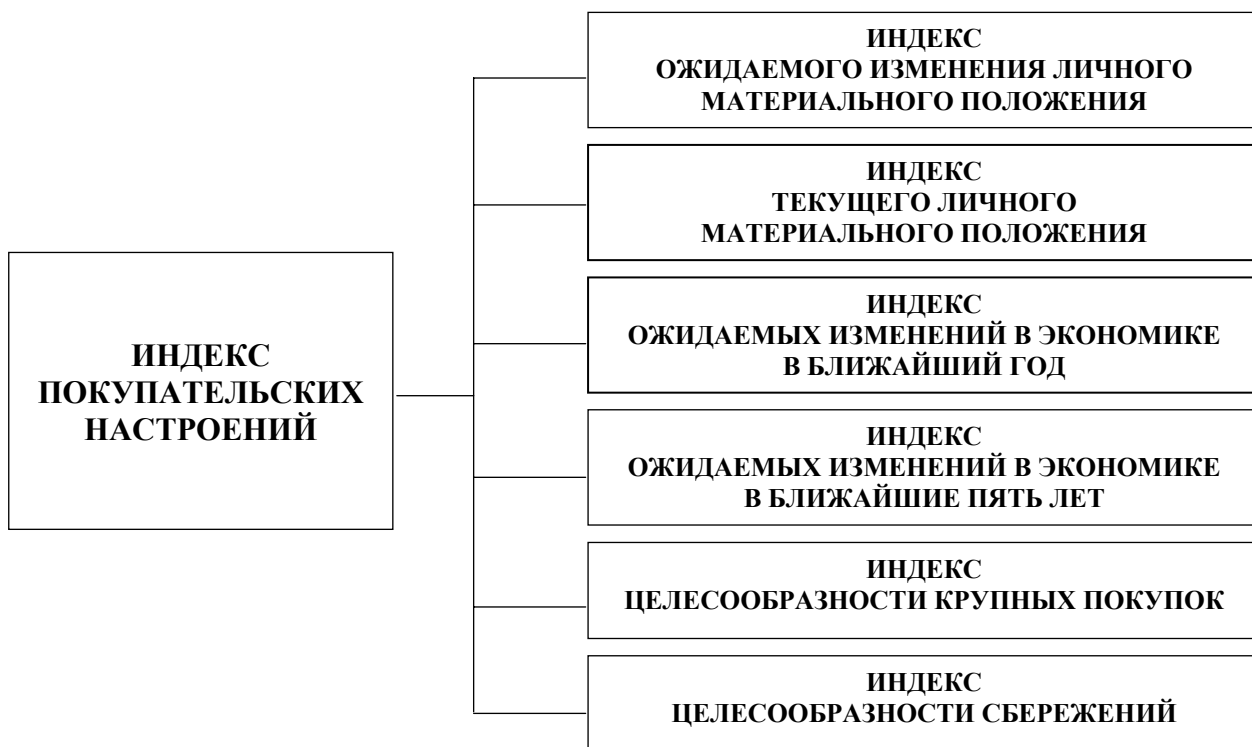 ИНДЕКС
ПОКУПАТЕЛЬСКИХ
НАСТРОЕНИЙ
ИНДЕКС
ОЖИДАЕМОГО ИЗМЕНЕНИЯ ЛИЧНОГО
МАТЕРИАЛЬНОГО ПОЛОЖЕНИЯ
ИНДЕКС
ТЕКУЩЕГО ЛИЧНОГО
МАТЕРИАЛЬНОГО ПОЛОЖЕНИЯ
ИНДЕКС
ОЖИДАЕМЫХ ИЗМЕНЕНИЙ В ЭКОНОМИКЕ
В БЛИЖАЙШИЙ ГОД
ИНДЕКС
ОЖИДАЕМЫХ ИЗМЕНЕНИЙ В ЭКОНОМИКЕ
В БЛИЖАЙШИЕ ПЯТЬ ЛЕТ
ИНДЕКС
ЦЕЛЕСООБРАЗНОСТИ КРУПНЫХ ПОКУПОК
ИНДЕКС
ЦЕЛЕСООБРАЗНОСТИ СБЕРЕЖЕНИЙ